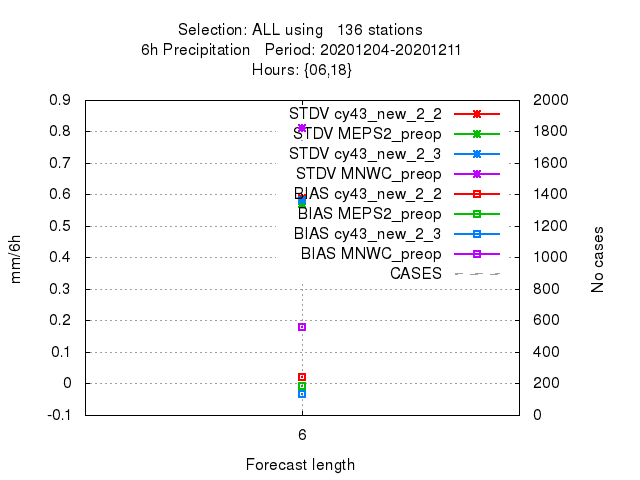 Selection: ALL using   136 stations
6h Precipitation   Period: 20201204-20201211
Hours: {06,18}
0.9
0.8
0.7
0.6
0.5
0.4
0.3
0.2
0.1
0
-0.1
mm/6h
STDV cy43_new_2_2
STDV MEPS2_preop
STDV cy43_new_2_3
STDV MNWC_preop
BIAS cy43_new_2_2
BIAS MEPS2_preop
BIAS cy43_new_2_3
BIAS MNWC_preop
CASES
2000
1800
1600
1400
1200
1000
800
600
400
200
0
No cases
6
Forecast length